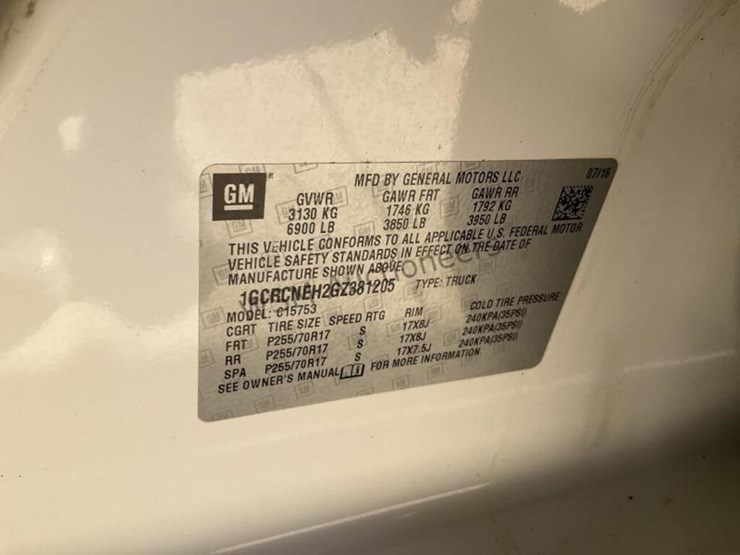 GM
MFD BY GENERAL MOTORS LLC 07/16
GVWR GAWR FRT GAWR RR
3130 KG 1746 KG 1792 KG
6900 LB 3850 LB 3950 LB
THIS VEHICLE CONFORMS TO ALL APPLICABLE U.S. FEDERAL MOTOR
VEHICLE SAFETY STANDARDS IN EFFECT ON THE DATE OF
MANUFACTURE SHOWN ABOVE.
1GCRCNEH2GZ381205 TYPE: TRUCK
MODEL: C15753
CGRT TIRE SIZE SPEED RTG RIM COLD TIRE PRESSURE
FRT P255/70R17 S 17X8J 240KPA(35PSI)
RR P255/70R17 S 17X8J 240KPA(35PSI)
SPA P255/70R17 S 17X7.5J 240KPA(35PSI)
SEE OWNER'S MANUAL FOR MORE INFORMATION.